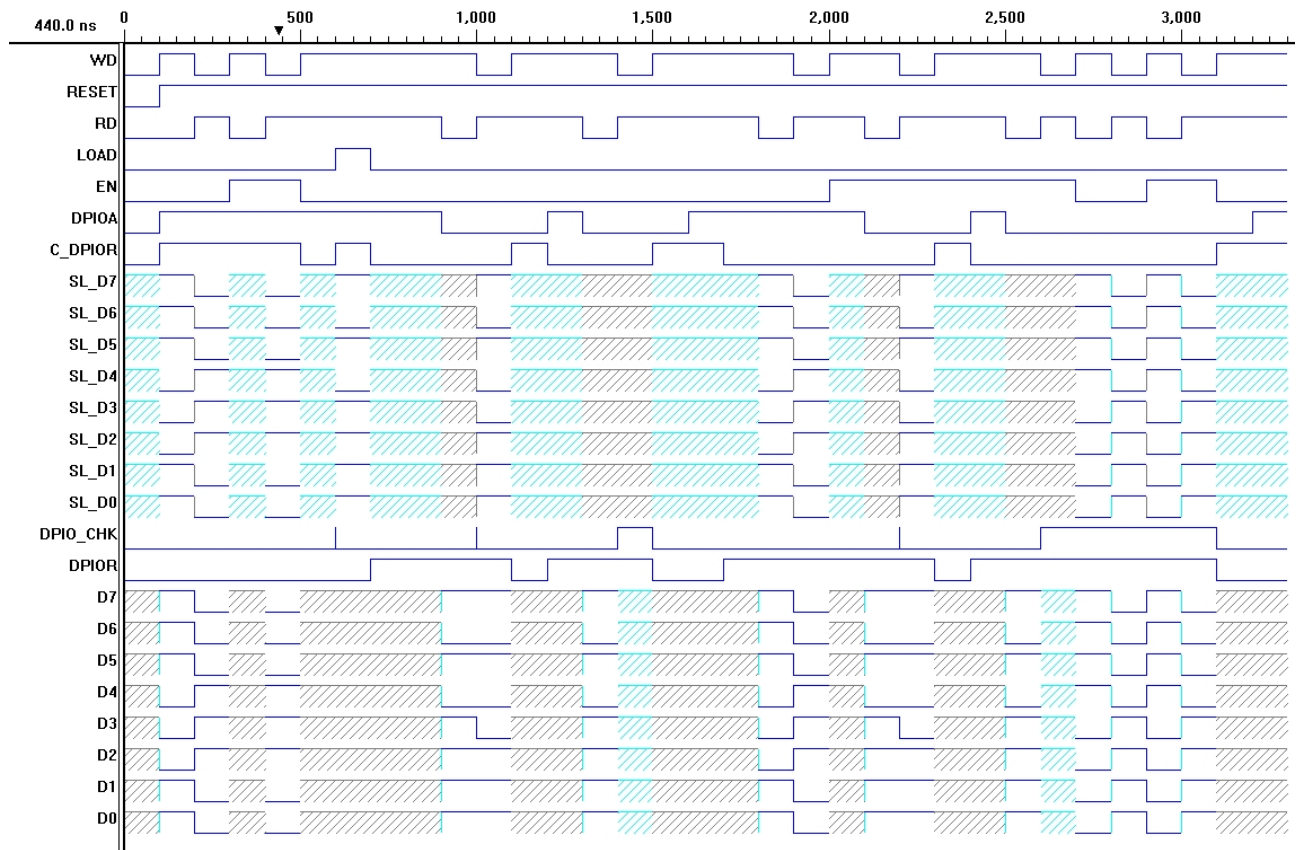 440.0 ns 0 500 1,000 1,500 2,000 2,500 3,000
WD
RESET
RD
LOAD
EN
DPIOA
C_DPIOR
SL_D7
SL_D6
SL_D5
SL_D4
SL_D3
SL_D2
SL_D1
SL_D0
DPIO_CHK
DPIOR
D7
D6
D5
D4
D3
D2
D1
D0